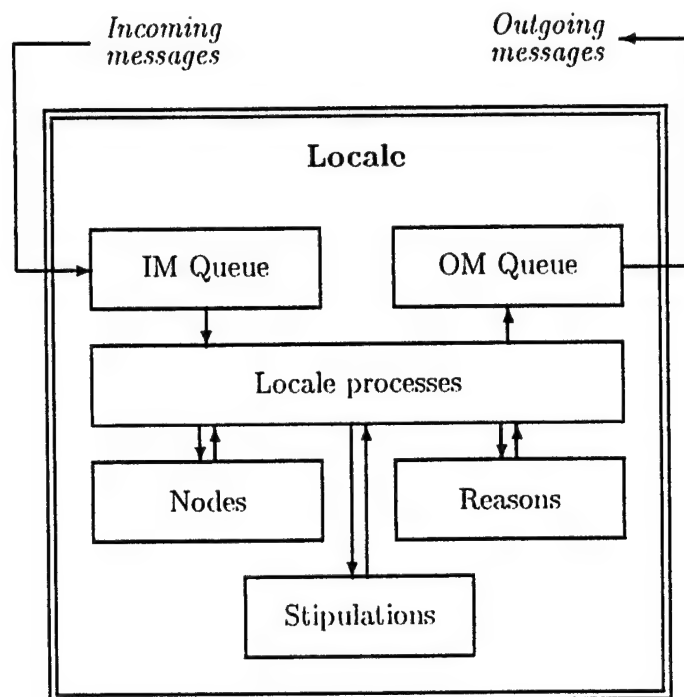 Incoming
messages
Outgoing
messages
Locale
IM Queue
OM Queue
Locale processes
Nodes
Reasons
Stipulations